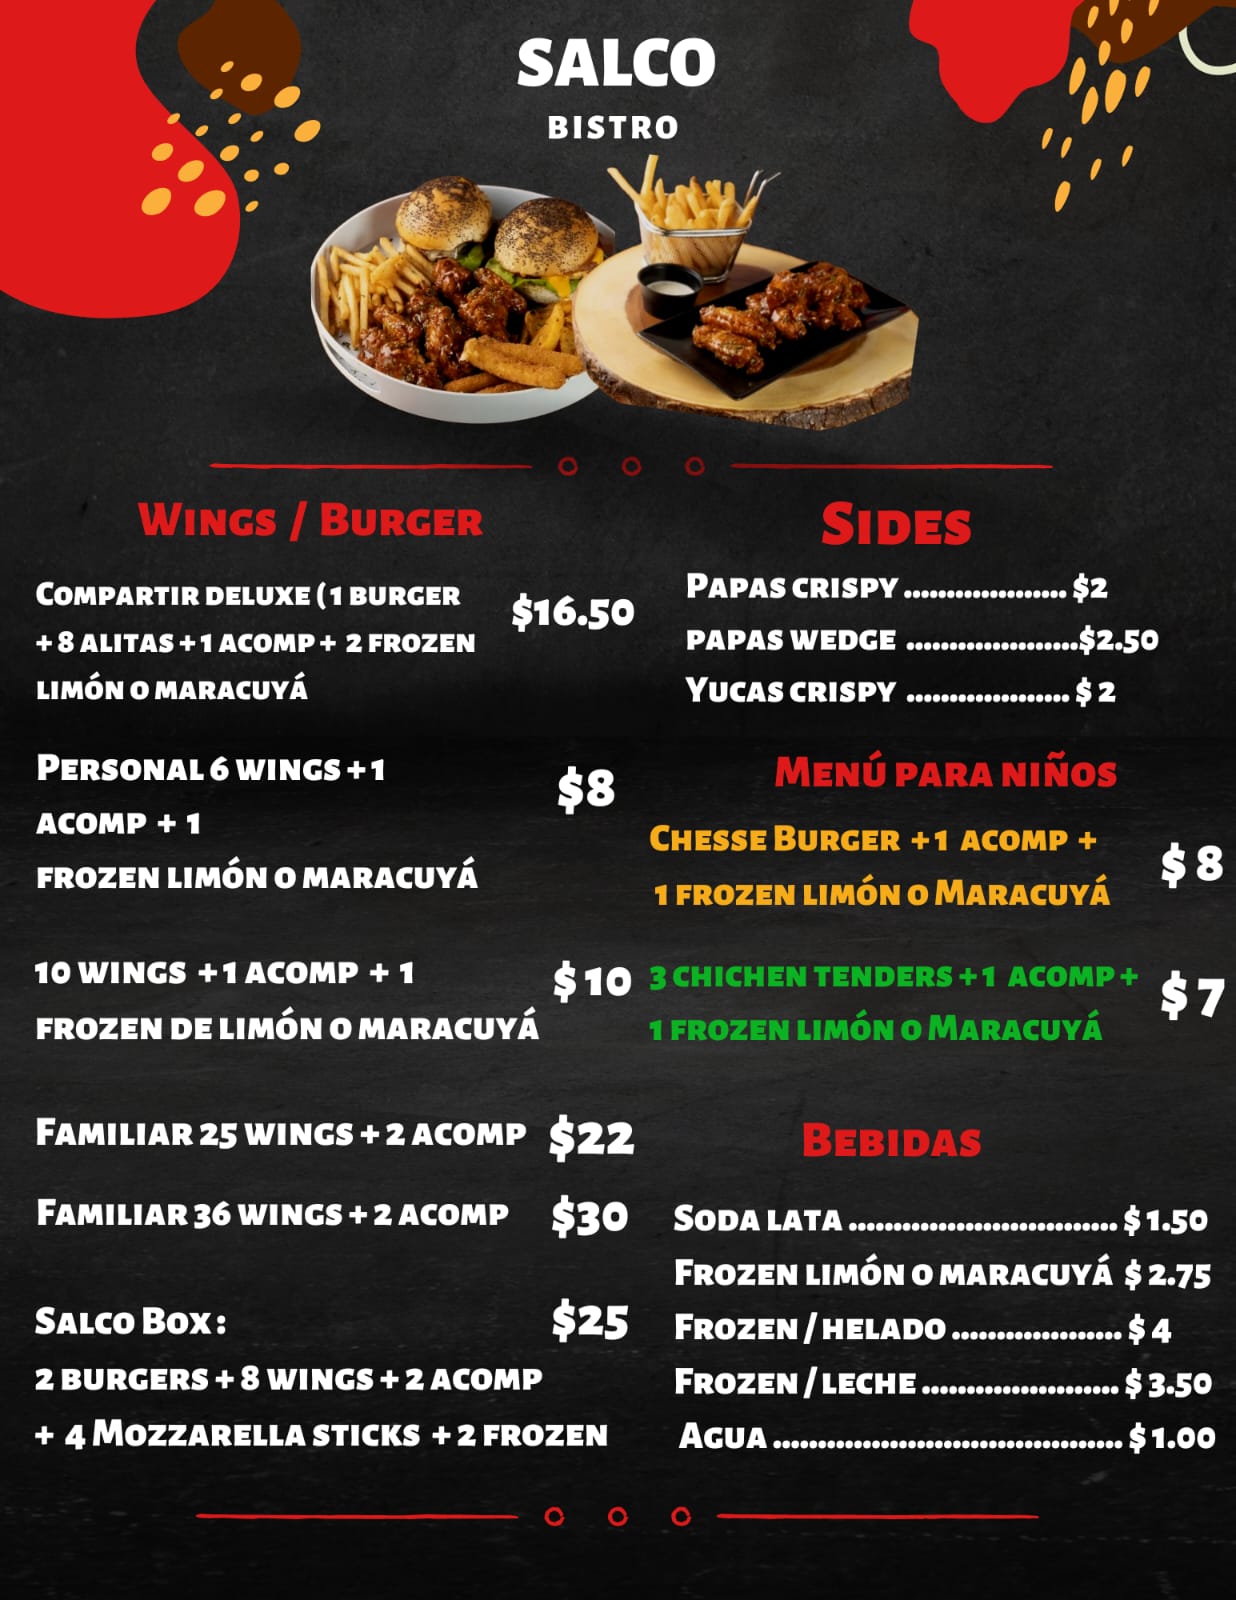 SALCO
BISTRO
WINGS / BURGER
COMPARTIR DELUXE (1 BURGER
+ 8 ALITAS + 1 ACOMP + 2 FROZEN
LIMÓN O MARACUYÁ
$16.50
PERSONAL 6 WINGS + 1
ACOMP + 1
FROZEN LIMÓN O MARACUYÁ
$8
10 WINGS + 1 ACOMP + 1
FROZEN DE LIMÓN O MARACUYÁ
$ 10
FAMILIAR 25 WINGS + 2 ACOMP $22
FAMILIAR 36 WINGS + 2 ACOMP $30
SALCO BOX : $25
2 BURGERS + 8 WINGS + 2 ACOMP
+ 4 MOZZARELLA STICKS + 2 FROZEN
SIDES
PAPAS CRISPY ................... $2
PAPAS WEDGE ....................$2.50
YUCAS CRISPY ................... $ 2
MENÚ PARA NIÑOS
CHESSE BURGER + 1 ACOMP +
1 FROZEN LIMÓN O MARACUYÁ
$ 8
3 CHICHEN TENDERS + 1 ACOMP +
1 FROZEN LIMÓN O MARACUYÁ
$ 7
BEBIDAS
SODA LATA ............................... $ 1.50
FROZEN LIMÓN O MARACUYÁ $ 2.75
FROZEN / HELADO .................... $ 4
FROZEN / LECHE ....................... $ 3.50
AGUA ........................................ $ 1.00